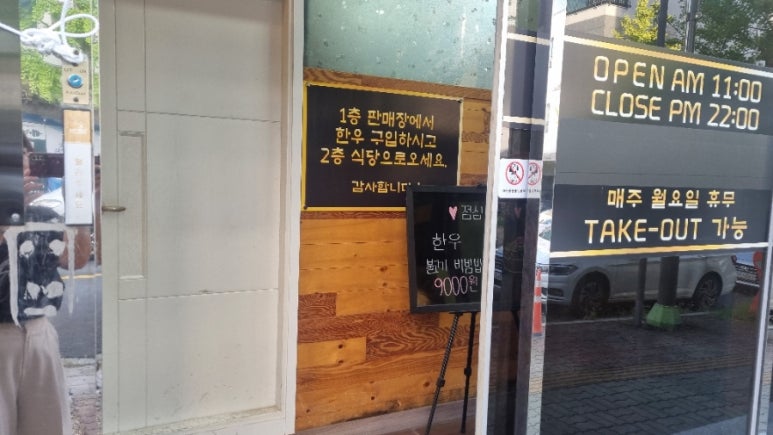 1층 판매장에서
한우 구입하시고
2층 식당으로오세요.
감사합니다
♥ 점심
한우
불고기 비빔밥
9000원
OPEN AM 11:00
CLOSE PM 22:00
매주 월요일 휴무
TAKE-OUT 가능